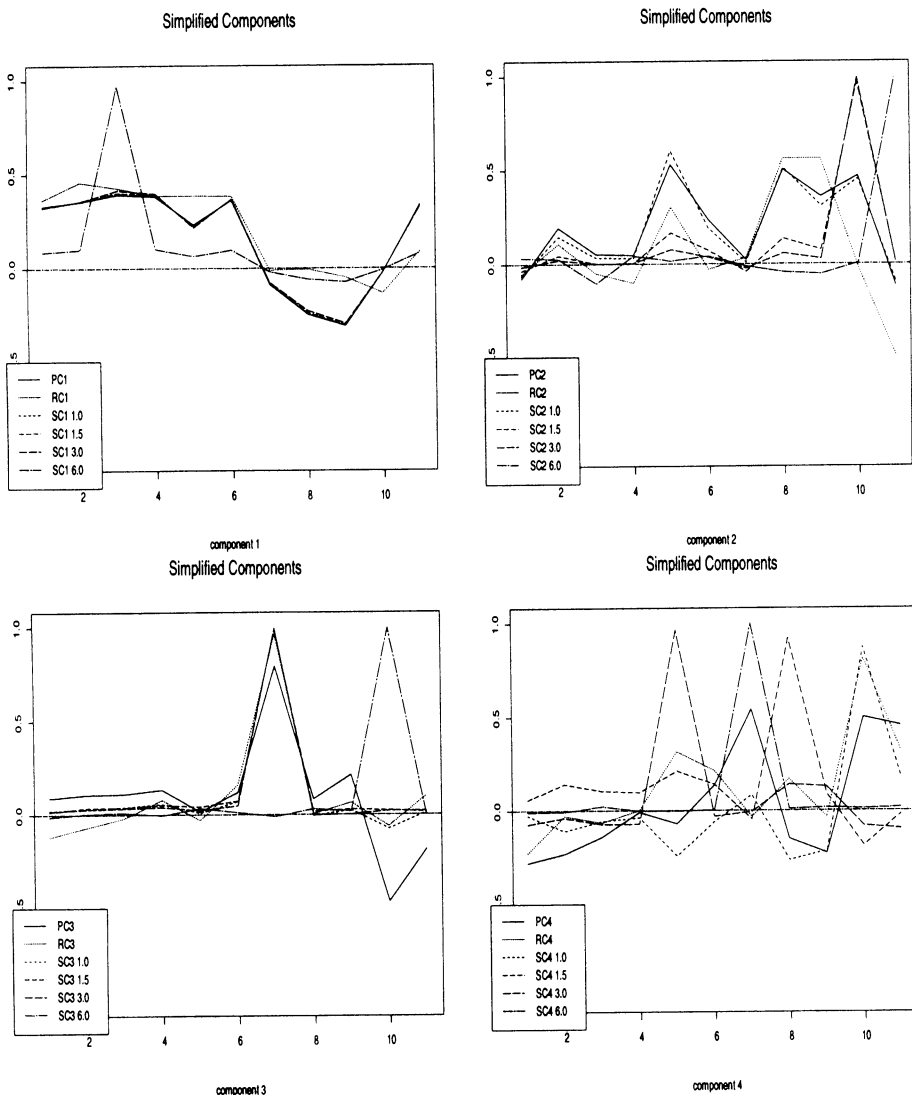 Simplified Components
1.0
0.5
0.0
.5
PC1
RC1
SC1 1.0
SC1 1.5
SC1 3.0
SC1 6.0
2 4 6 8 10
component 1
Simplified Components
1.0
0.5
0.0
.5
PC2
RC2
SC2 1.0
SC2 1.5
SC2 3.0
SC2 6.0
2 4 6 8 10
component 2
Simplified Components
1.0
0.5
0.0
.5
PC3
RC3
SC3 1.0
SC3 1.5
SC3 3.0
SC3 6.0
2 4 6 8 10
component 3
Simplified Components
1.0
0.5
0.0
.5
PC4
RC4
SC4 1.0
SC4 1.5
SC4 3.0
SC4 6.0
2 4 6 8 10
component 4